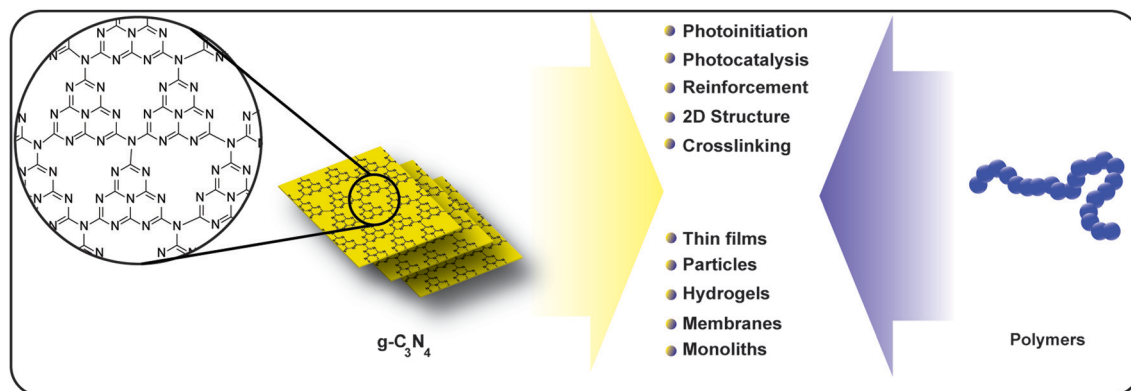 Photoinitiation
Photocatalysis
Reinforcement
2D Structure
Crosslinking
Thin films
Particles
Hydrogels
Membranes
Monoliths
g-C₃N₄
Polymers